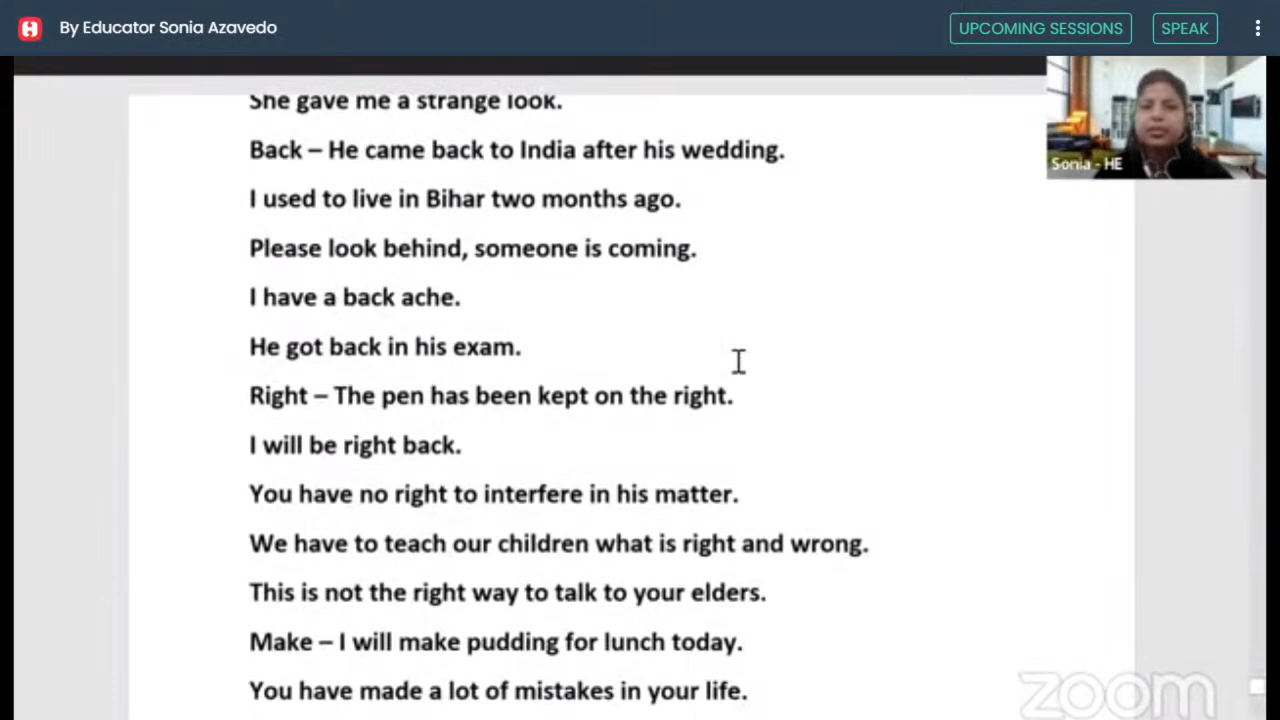 By Educator Sonia Azavedo
UPCOMING SESSIONS
SPEAK
She gave me a strange look.
Back – He came back to India after his wedding.
Sonia - HE
I used to live in Bihar two months ago.
Please look behind, someone is coming.
I have a back ache.
He got back in his exam.
Right – The pen has been kept on the right.
I will be right back.
You have no right to interfere in his matter.
We have to teach our children what is right and wrong.
This is not the right way to talk to your elders.
Make – I will make pudding for lunch today.
You have made a lot of mistakes in your life.
zoom